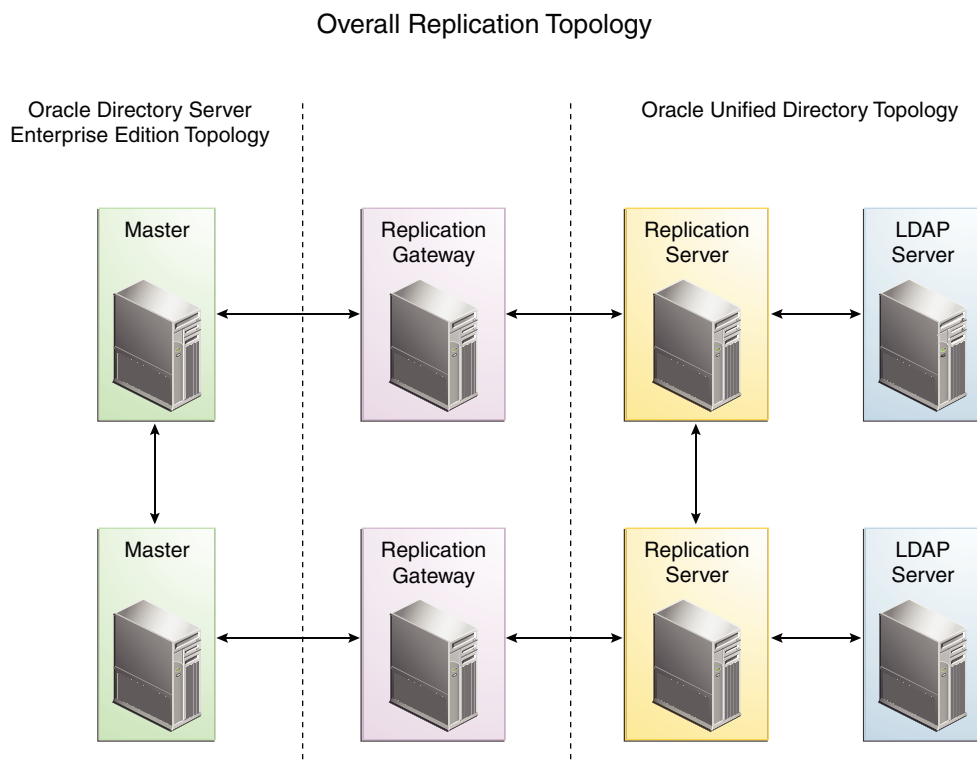 Overall Replication Topology
Oracle Directory Server
Enterprise Edition Topology
Oracle Unified Directory Topology
Master
Replication
Gateway
Replication
Server
LDAP
Server
Master
Replication
Gateway
Replication
Server
LDAP
Server